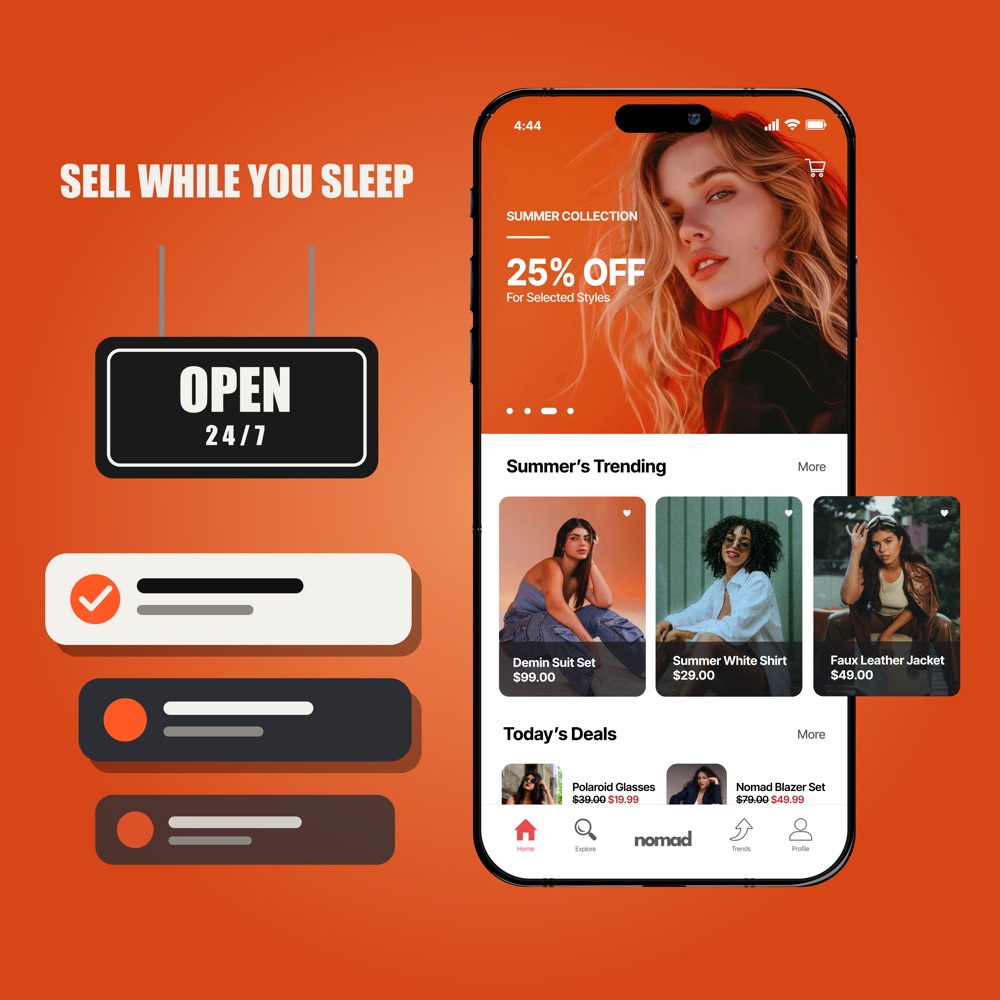 SELL WHILE YOU SLEEP
OPEN
24/7
4:44
SUMMER COLLECTION
25% OFF
For Selected Styles
Summer's Trending
More
Demin Suit Set
$99.00
Summer White Shirt
$29.00
Faux Leather Jacket
$49.00
Today's Deals
More
Polaroid Glasses
$39.00 $19.99
Nomad Blazer Set
$79.00 $49.99
Home
Explore
nomad
Trends
Profile